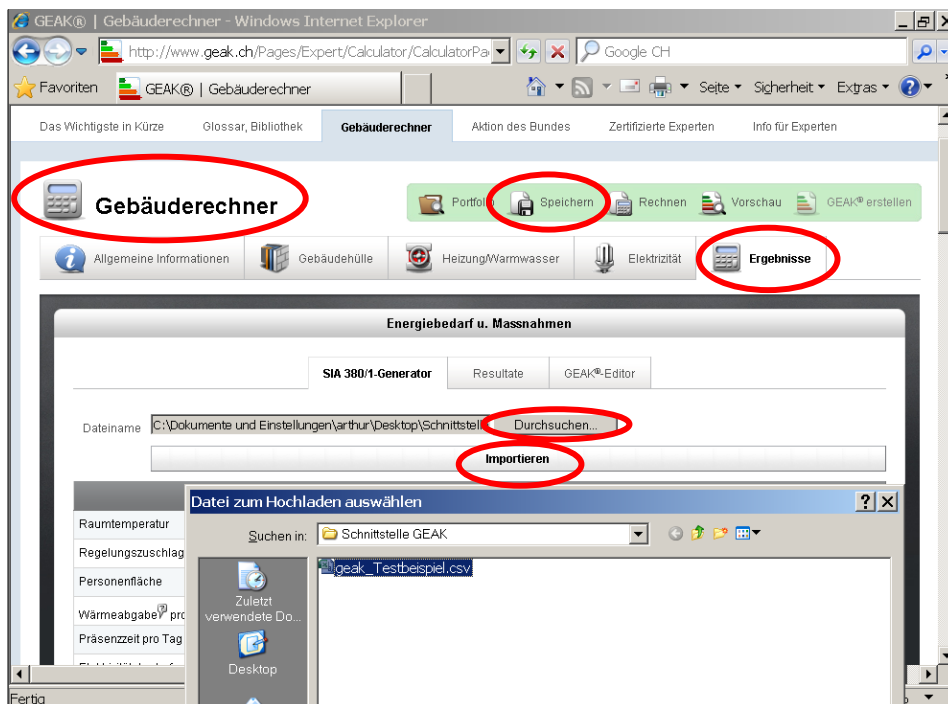 GEAK® | Gebäuderechner - Windows Internet Explorer
http://www.geak.ch/Pages/Expert/Calculator/CalculatorPa
Google CH
Favoriten
GEAK® | Gebäuderechner
Seite
Sicherheit
Extras
Das Wichtigste in Kürze
Glossar, Bibliothek
Gebäuderechner
Aktion des Bundes
Zertifizierte Experten
Info für Experten
Gebäuderechner
Portfolio
Speichern
Rechnen
Vorschau
GEAK® erstellen
Allgemeine Informationen
Gebäudehülle
Heizung/Warmwasser
Elektrizität
Ergebnisse
Energiebedarf u. Massnahmen
SIA 380/1-Generator
Resultate
GEAK®-Editor
Dateiname
C:\Dokumente und Einstellungen\arthur\Desktop\Schnittstell
Durchsuchen...
Importieren
Datei zum Hochladen auswählen
Raumtemperatur
Suchen in:
Schnittstelle GEAK
Regelungszuschlag
geak_Testbeispiel.csv
Personenfläche
Zuletzt
verwendete Do...
Wärmeabgabe pro
Präsenzzeit pro Tag
Desktop
Fertig